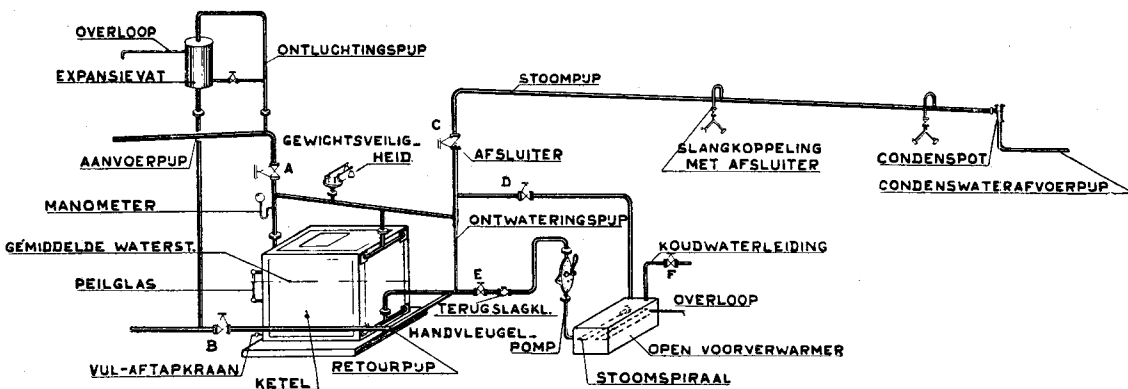 OVERLOOP
EXPANSIEVAT
ONTLUCHTINGSPIJP
STOOMPIJP
C
GEWICHTSVEILIG-
HEID.
AFSLUITER
SLANGKOPPELING
MET AFSLUITER
CONDENSPOT
AANVOERPIJP
A
CONDENSWATERAFVOERPIJP
D
MANOMETER
ONTWATERINGSPIJP
GEMIDDELDE WATERST.
KOUDWATERLEIDING
PEILGLAS
E
F
OVERLOOP
TERUGSLAGKL.
B
HANDVLEUGEL-
POMP
OPEN VOORVERWARMER
VUL-AFTAPKRAAN
RETOURPIJP
STOOMSPIRAAL
KETEL